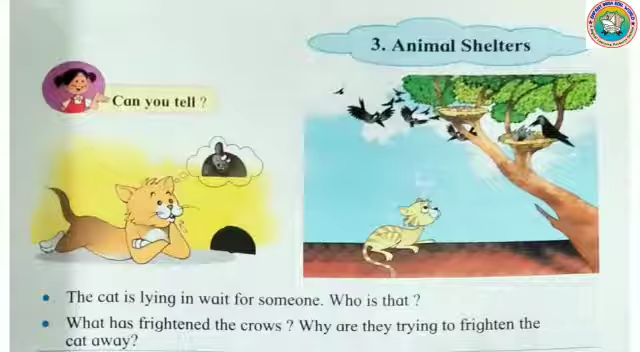 3. Animal Shelters
Can you tell ?
The cat is lying in wait for someone. Who is that ?
What has frightened the crows ? Why are they trying to frighten the
cat away?